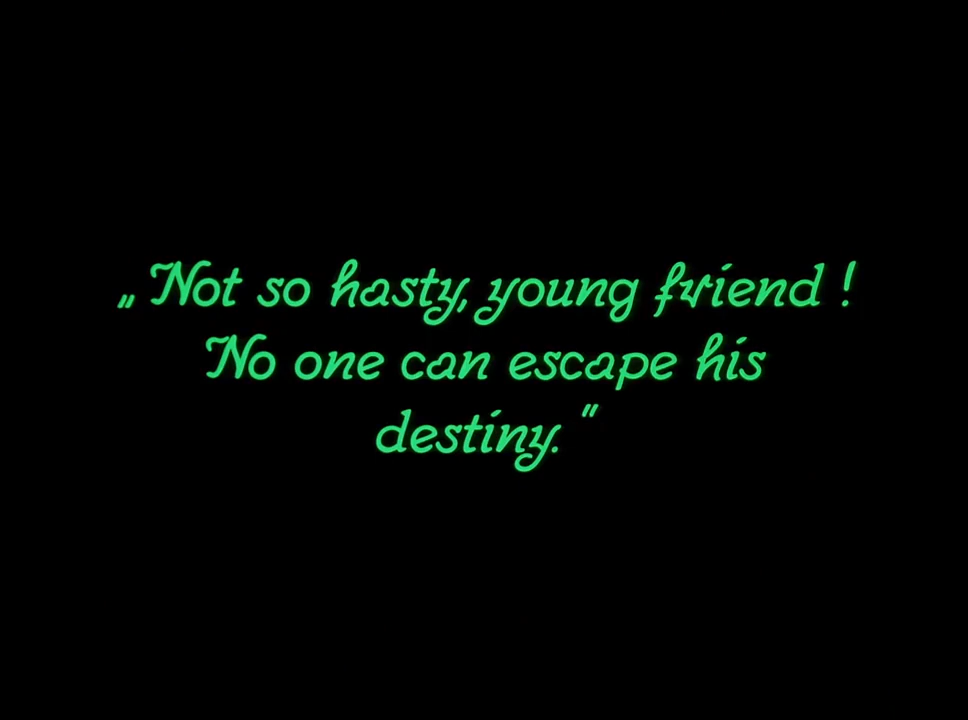 „Not so hasty, young friend !
No one can escape his
destiny."